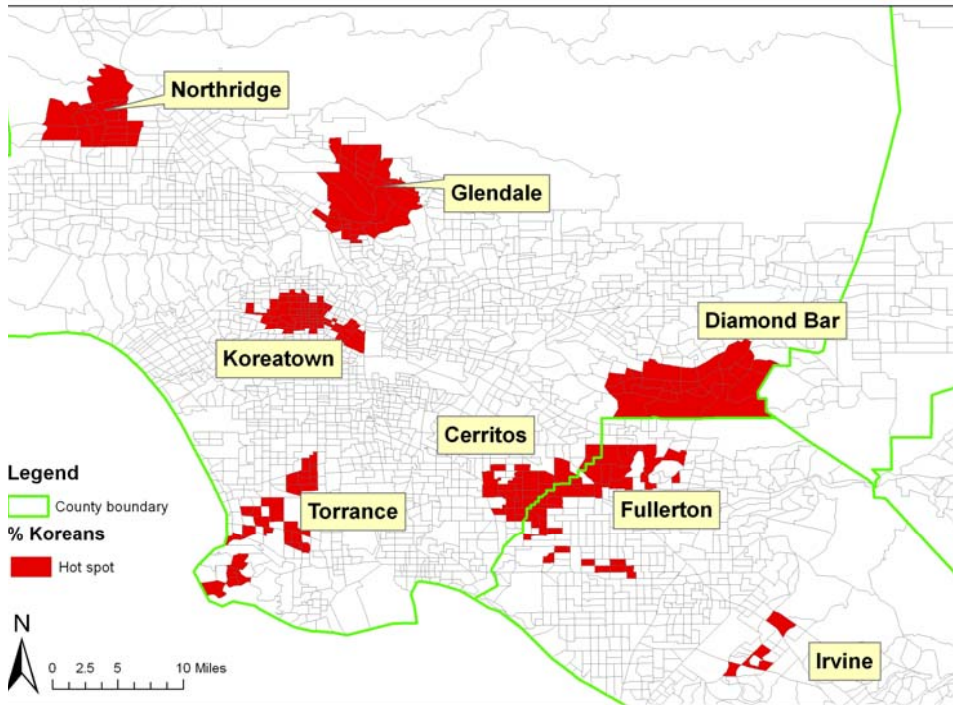 Northridge
Glendale
Diamond Bar
Koreatown
Cerritos
Legend
County boundary
% Koreans
Hot spot
Torrance
Fullerton
Irvine
N
0 2.5 5 10 Miles